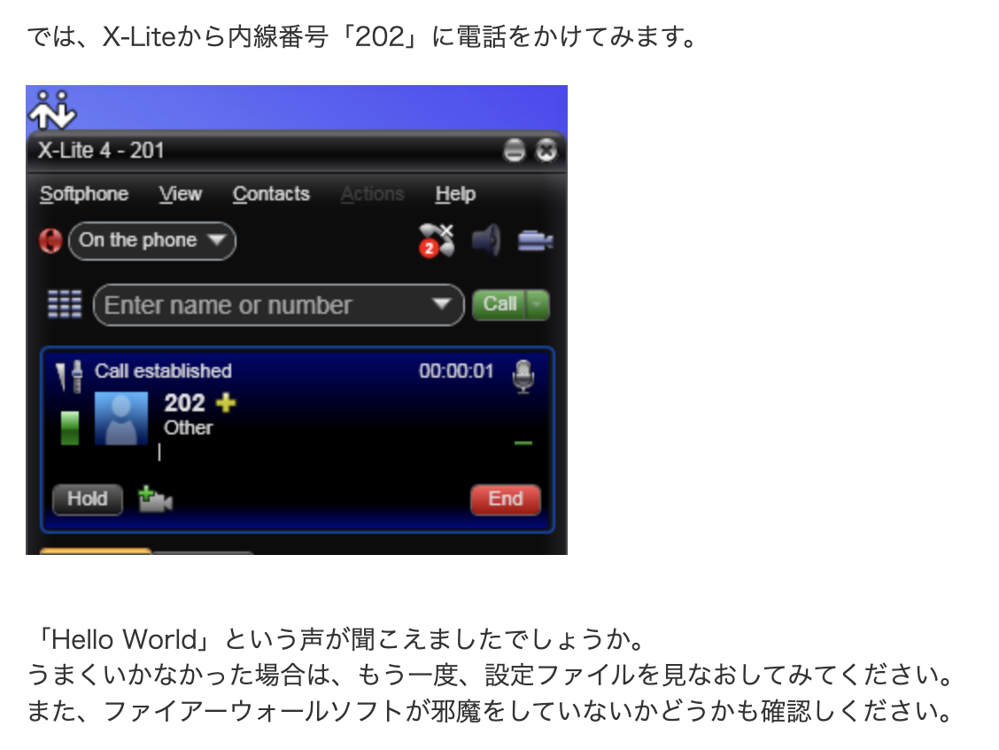 では、X-Liteから内線番号「202」に電話をかけてみます。
X-Lite 4 - 201
Softphone View Contacts Actions Help
On the phone
2
Enter name or number
Call
Call established 00:00:01
202
Other
Hold
End
「Hello World」という声が聞こえましたでしょうか。
うまくいかなかった場合は、もう一度、設定ファイルを見なおしてみてください。
また、ファイアーウォールソフトが邪魔をしていないかどうかも確認しください。